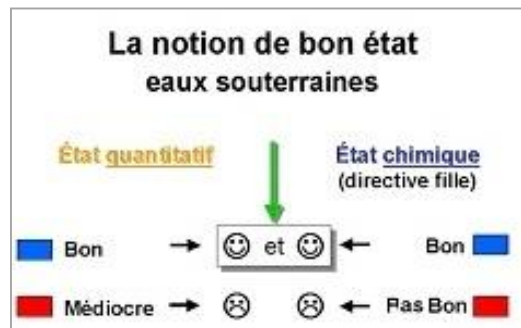 La notion de bon état
eaux souterraines
État quantitatif
État chimique
(directive fille)
Bon
et
Bon
Médiocre
Pas Bon